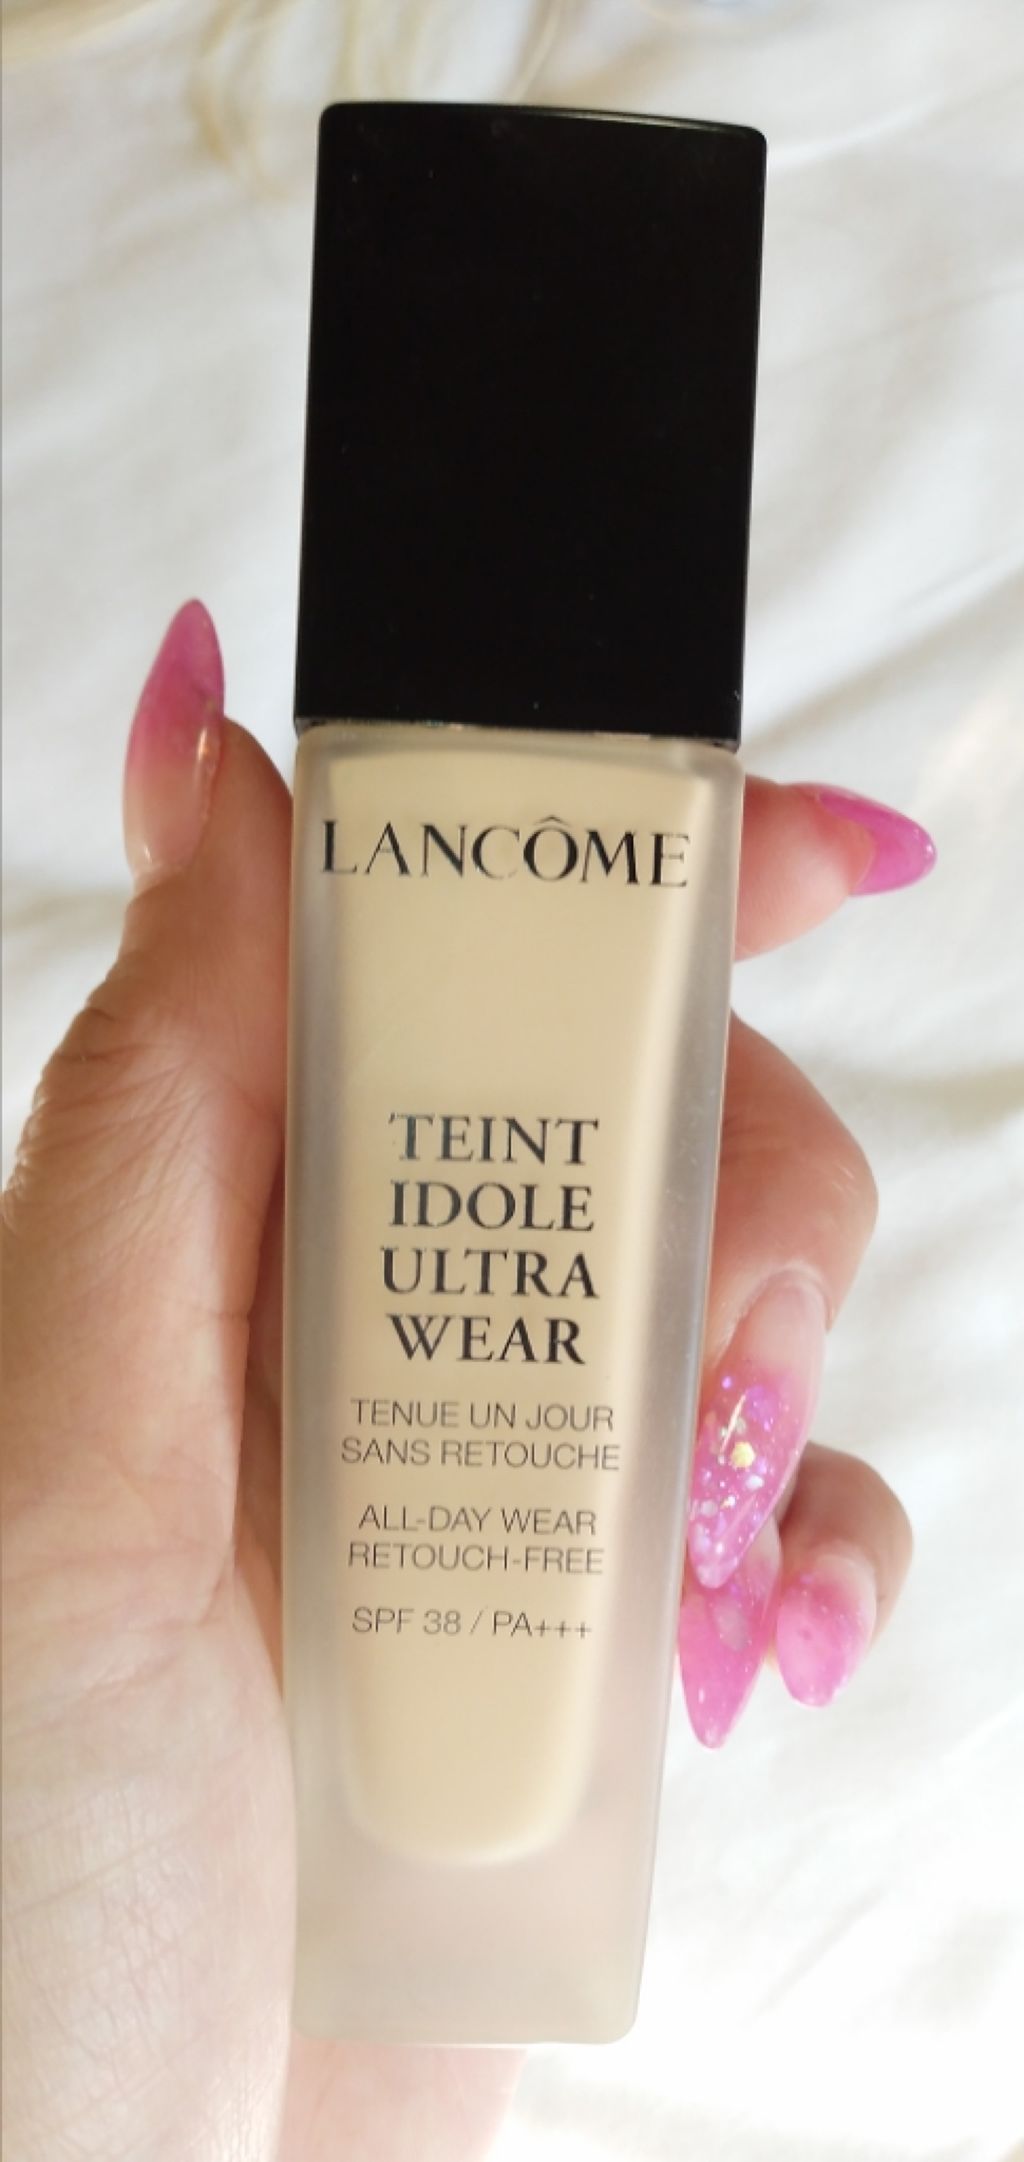 LANCÔME
TEINT
IDOLE
ULTRA
WEAR
TENUE UN JOUR
SANS RETOUCHE
ALL-DAY WEAR
RETOUCH-FREE
SPF 38 / PA+++